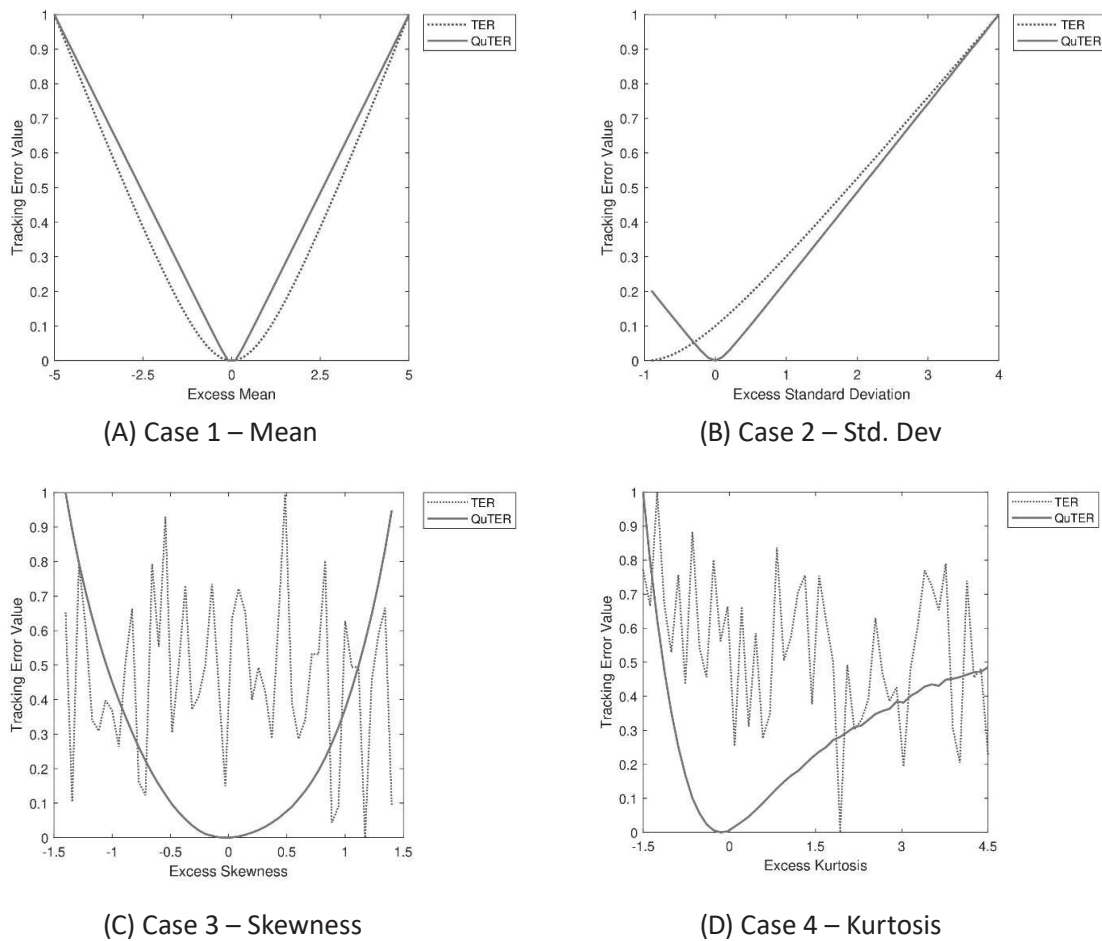 TER
QuTER
1
0.9
0.8
0.7
0.6
0.5
0.4
0.3
0.2
0.1
0
Tracking Error Value
-5 -2.5 0 2.5 5
Excess Mean
(A) Case 1 – Mean
TER
QuTER
1
0.9
0.8
0.7
0.6
0.5
0.4
0.3
0.2
0.1
0
Tracking Error Value
-1 0 1 2 3 4
Excess Standard Deviation
(B) Case 2 – Std. Dev
TER
QuTER
1
0.9
0.8
0.7
0.6
0.5
0.4
0.3
0.2
0.1
0
Tracking Error Value
-1.5 -1 -0.5 0 0.5 1 1.5
Excess Skewness
(C) Case 3 – Skewness
TER
QuTER
1
0.9
0.8
0.7
0.6
0.5
0.4
0.3
0.2
0.1
0
Tracking Error Value
-1.5 0 1.5 3 4.5
Excess Kurtosis
(D) Case 4 – Kurtosis